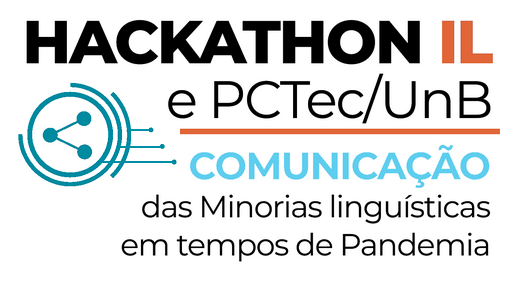 HACKATHON IL
e PCTec/UnB
COMUNICAÇÃO
das Minorias linguísticas
em tempos de Pandemia